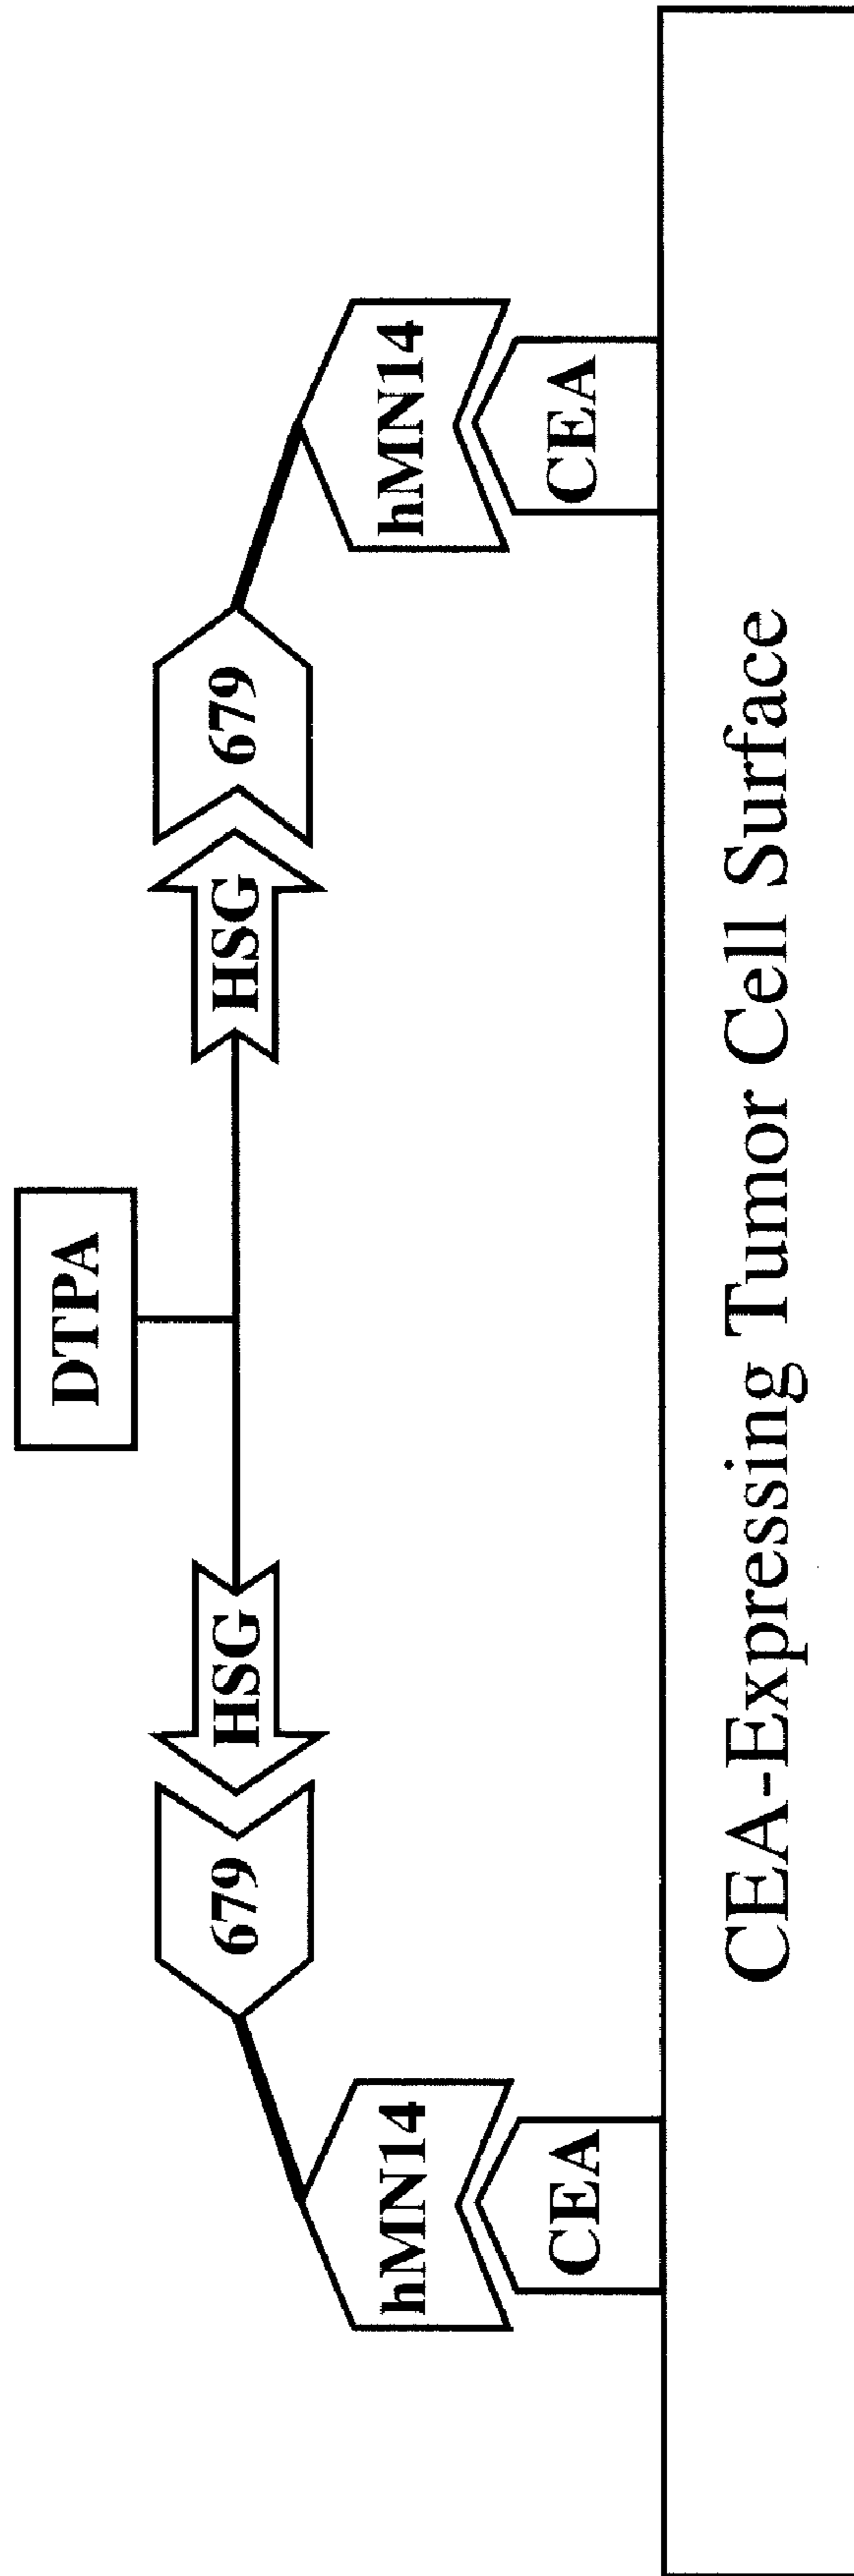 DTPA
679
HSG
HSG
679
hMN14
hMN14
CEA
CEA
CEA-Expressing Tumor Cell Surface